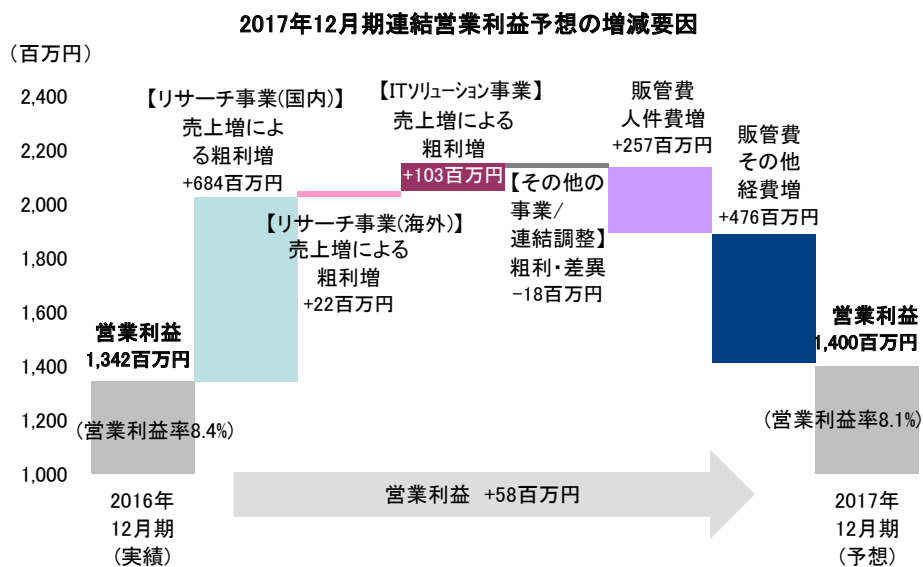 2017年12月期連結営業利益予想の増減要因
（百万円）
2,400
2,200
2,000
1,800
1,600
1,400
1,200
1,000
営業利益
1,342百万円
（営業利益率8.4%）
【リサーチ事業(国内)】
売上増によ
る粗利増
+684百万円
【リサーチ事業(海外)】
売上増による
粗利増
+22百万円
【ITソリューション事業】
売上増による
粗利増
+103百万円
【その他の
事業/
連結調整】
粗利・差異
-18百万円
販管費
人件費増
+257百万円
販管費
その他
経費増
+476百万円
営業利益
1,400百万円
（営業利益率8.1%）
営業利益 +58百万円
2016年
12月期
（実績）
2017年
12月期
（予想）